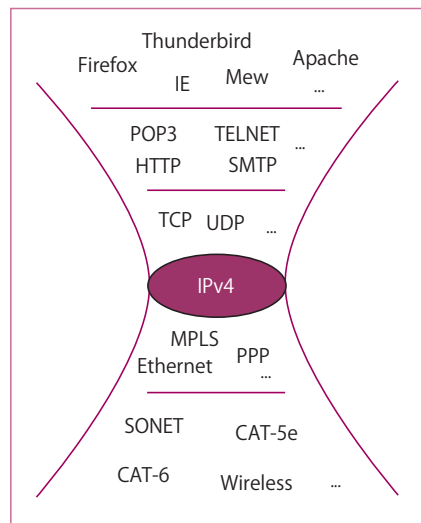 Thunderbird
Firefox Apache
IE Mew ...
POP3 TELNET ...
HTTP SMTP
TCP UDP ...
IPv4
MPLS
Ethernet PPP
...
SONET CAT-5e
CAT-6 Wireless ...